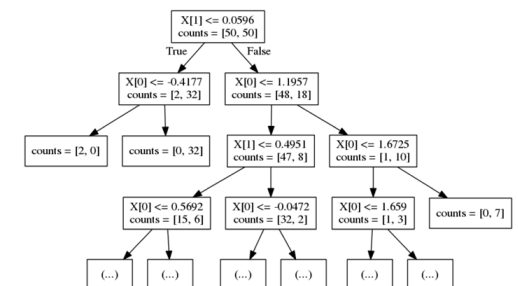 X[1] <= 0.0596
counts = [50, 50]
True
False
X[0] <= -0.4177
counts = [2, 32]
X[0] <= 1.1957
counts = [48, 18]
counts = [2, 0]
counts = [0, 32]
X[1] <= 0.4951
counts = [47, 8]
X[0] <= 1.6725
counts = [1, 10]
X[0] <= 0.5692
counts = [15, 6]
X[0] <= -0.0472
counts = [32, 2]
X[0] <= 1.659
counts = [1, 3]
counts = [0, 7]
(...)
(...)
(...)
(...)
(...)
(...)